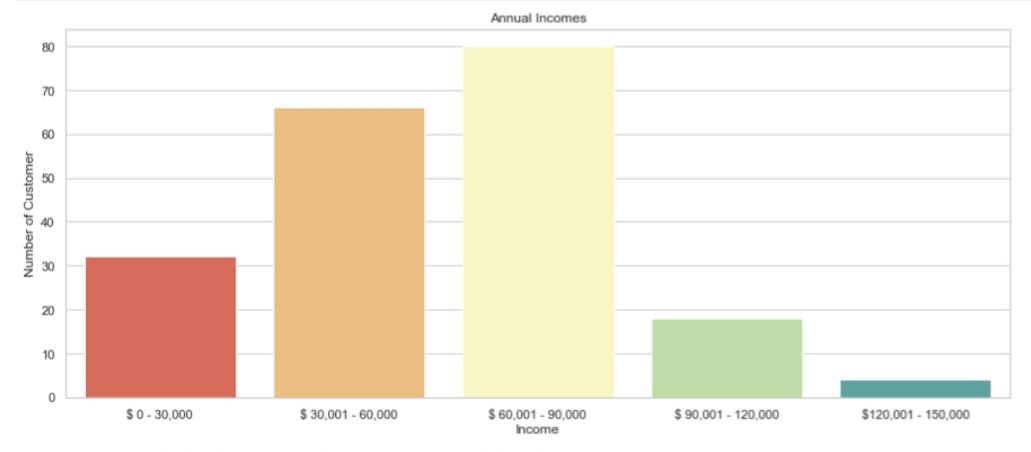 Annual Incomes
80
70
60
50
40
30
20
10
0
Number of Customer
$ 0 - 30,000
$ 30,001 - 60,000
$ 60,001 - 90,000
$ 90,001 - 120,000
$120,001 - 150,000
Income